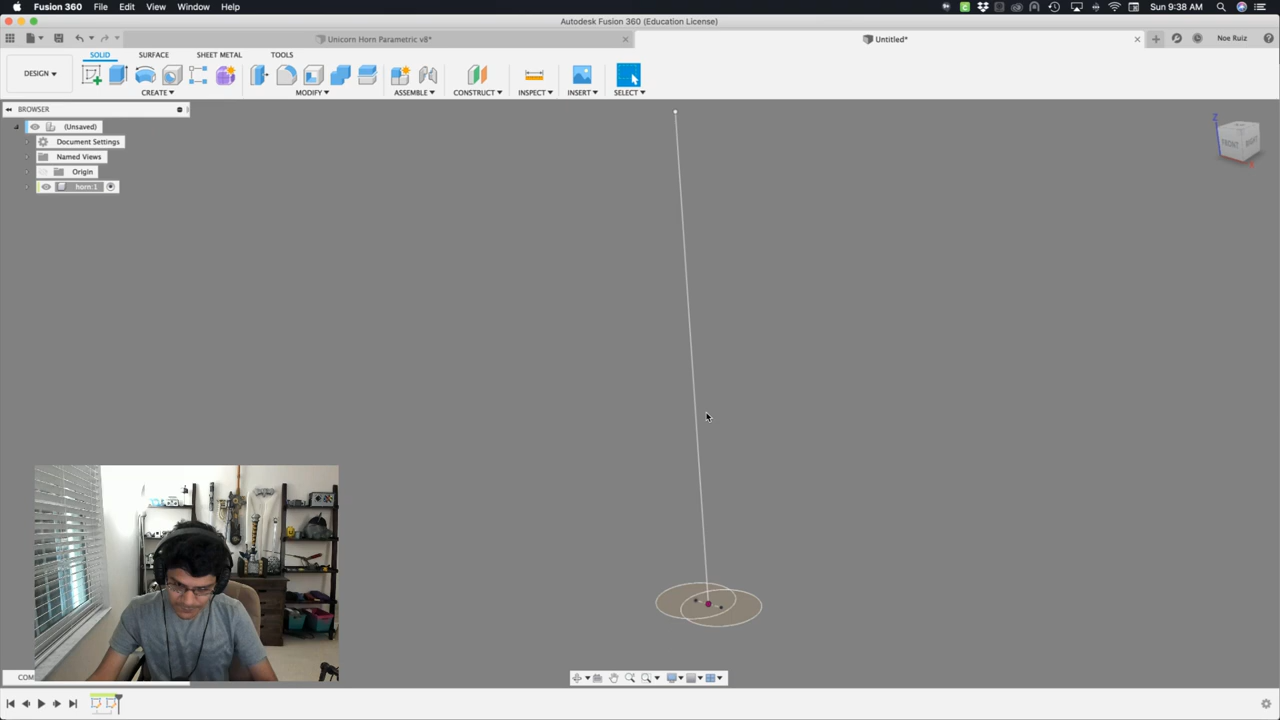 Fusion 360 File Edit View Window Help
Sun 9:38 AM
Autodesk Fusion 360 (Education License)
Unicorn Horn Parametric v8*
Untitled*
Noe Ruiz
DESIGN
SOLID SURFACE SHEET METAL TOOLS
CREATE MODIFY ASSEMBLE CONSTRUCT INSPECT INSERT SELECT
BROWSER
(Unsaved)
Document Settings
Named Views
Origin
horn:1
Z
FRONT RIGHT
X
COM